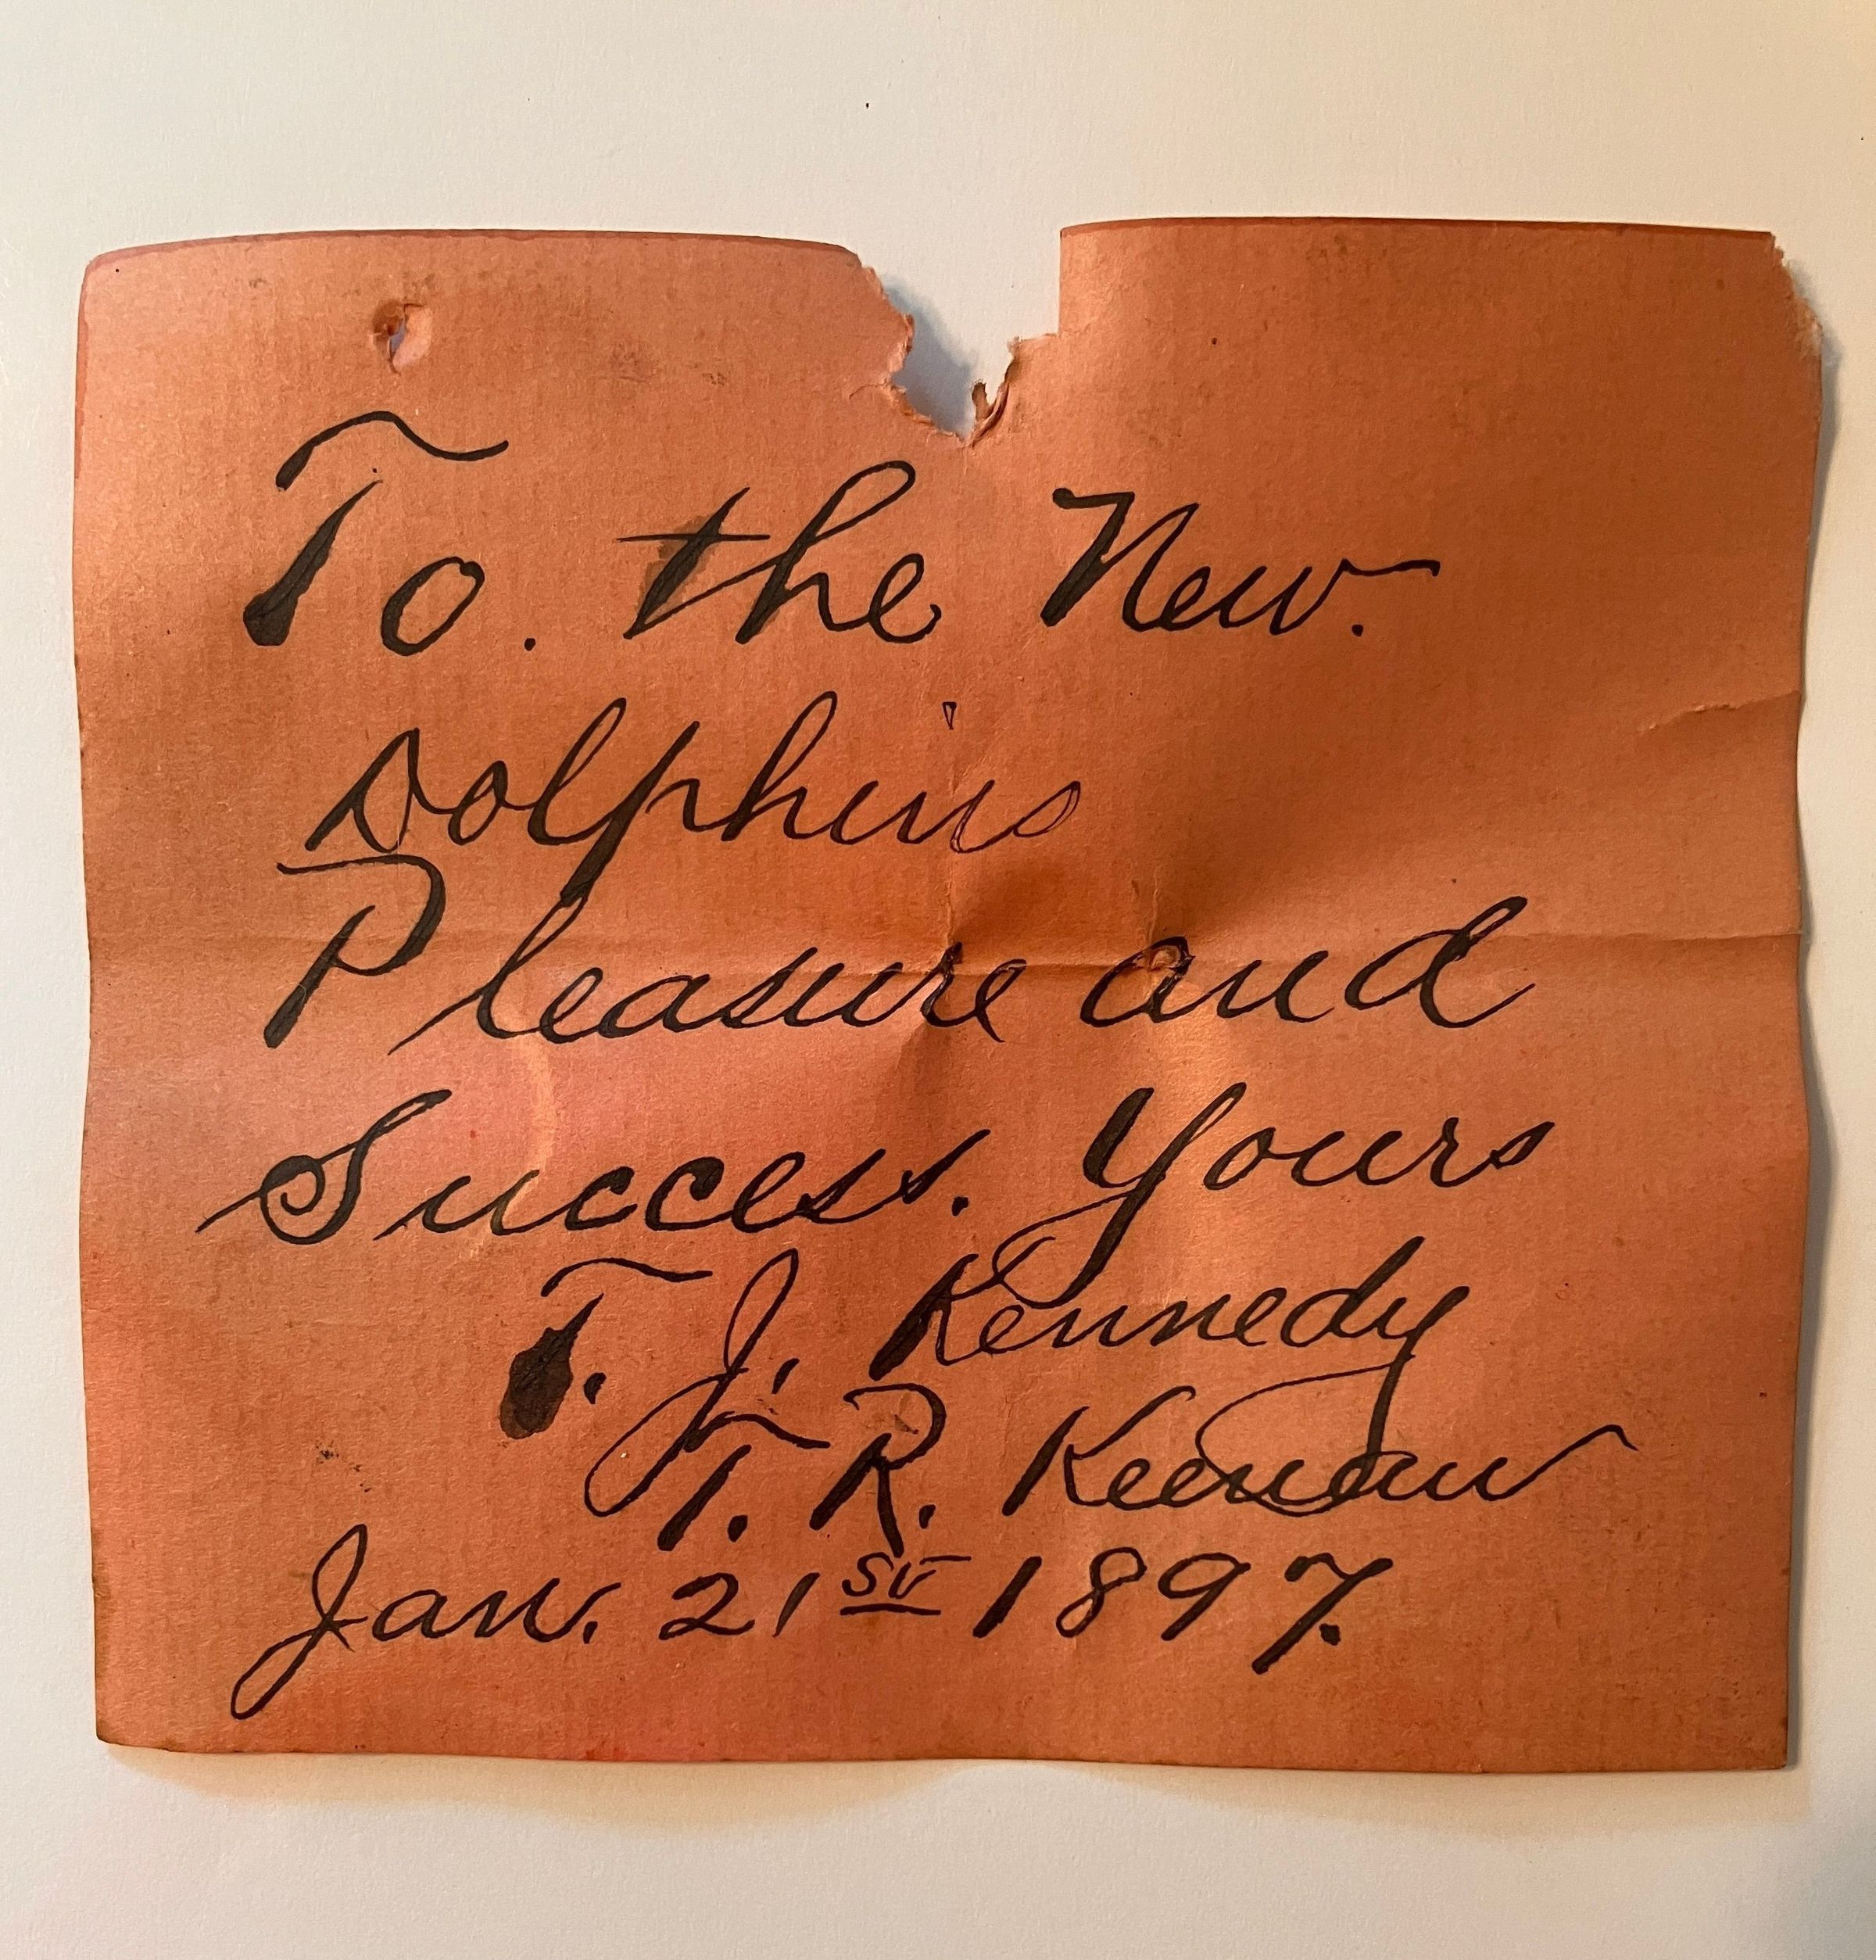 To. the New.
Dolphins
Pleasure and
Success. Yours
T. J. Kennedy
T. R. Keenan
Jan. 21st 1897.